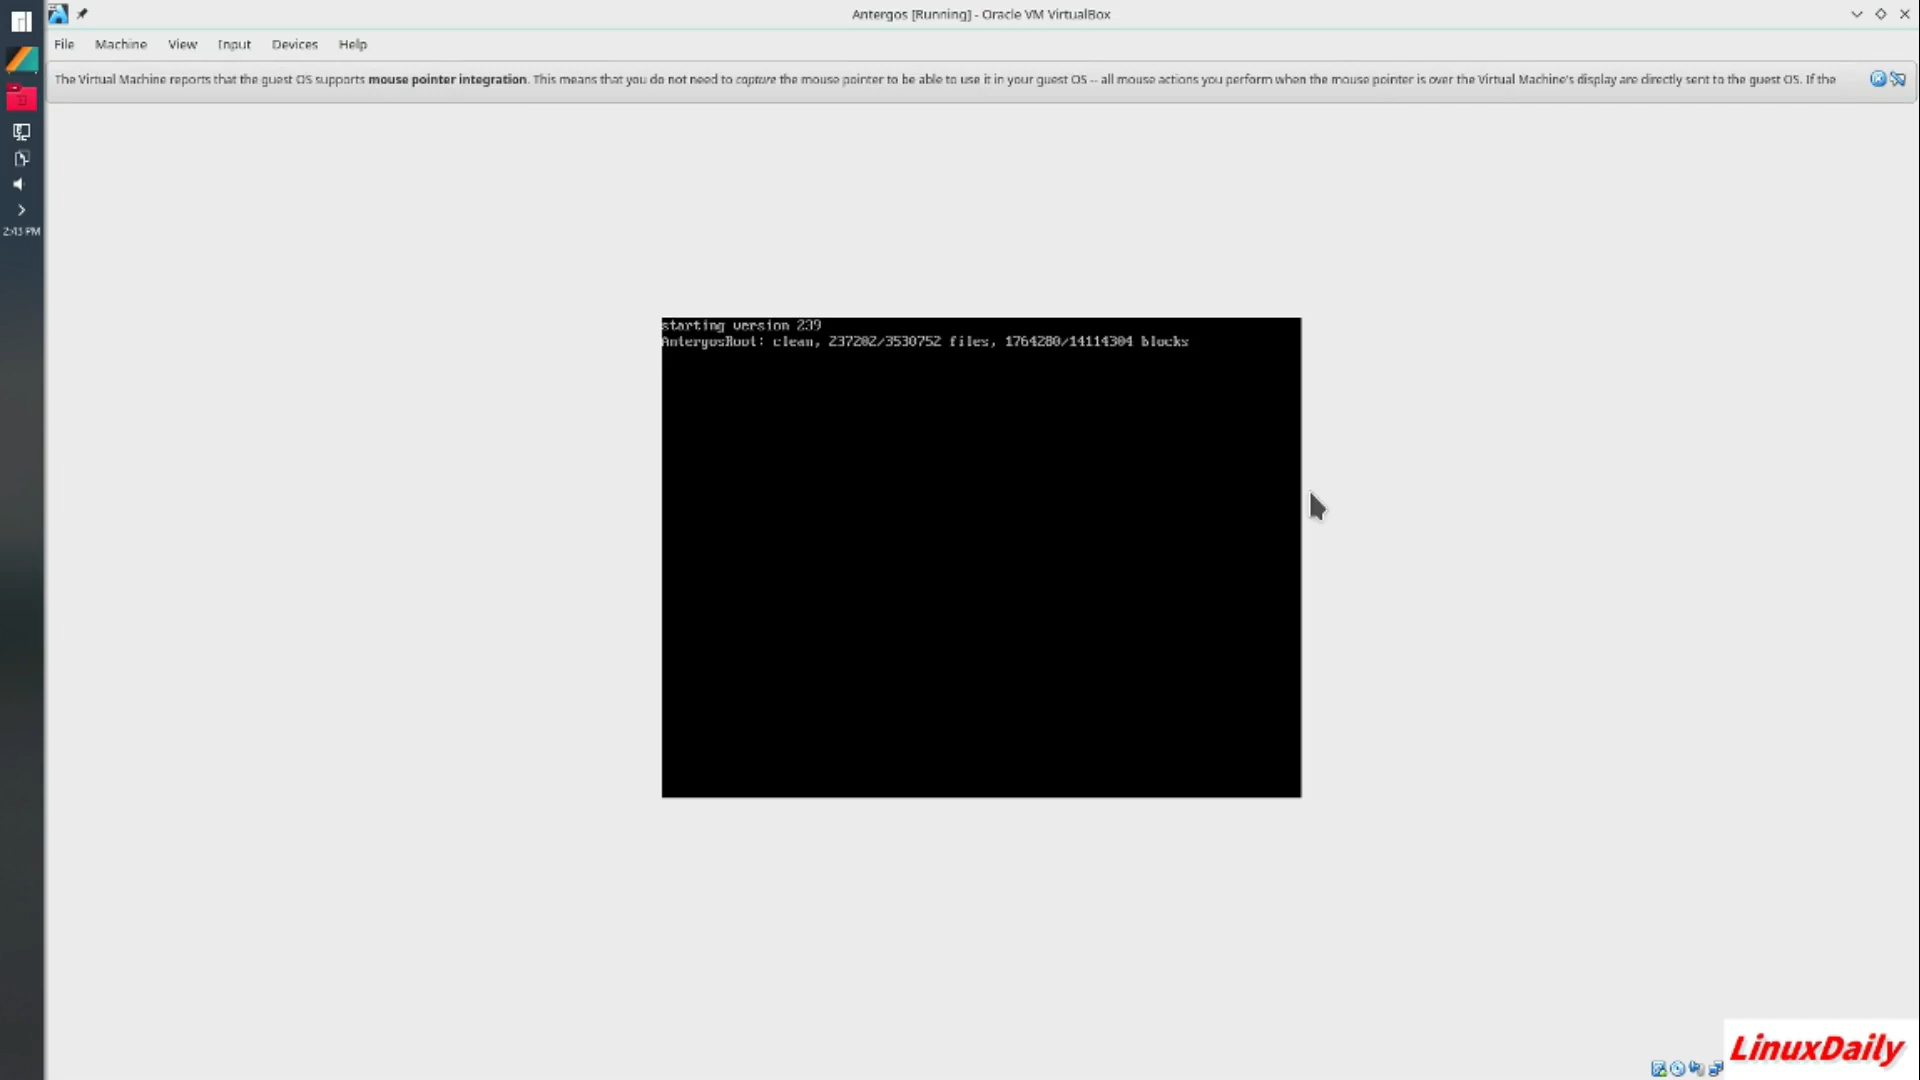 Antergos [Running] - Oracle VM VirtualBox
File Machine View Input Devices Help
The Virtual Machine reports that the guest OS supports mouse pointer integration. This means that you do not need to capture the mouse pointer to be able to use it in your guest OS -- all mouse actions you perform when the mouse pointer is over the Virtual Machine's display are directly sent to the guest OS. If the
2:43 PM
starting version 239
AntergosRoot: clean, 237202/3530752 files, 1764280/14114304 blocks
LinuxDaily